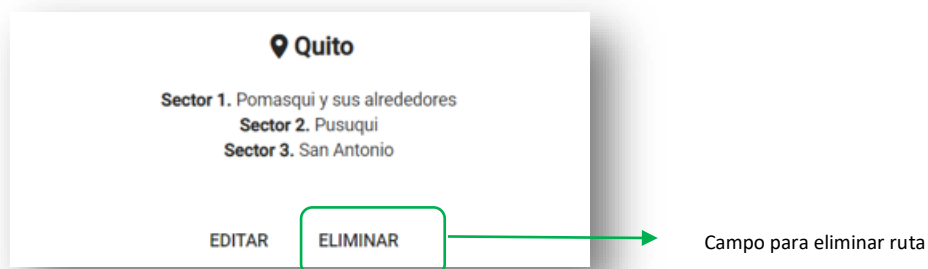 Quito
Sector 1. Pomasqui y sus alrededores
Sector 2. Pusuqui
Sector 3. San Antonio
EDITAR ELIMINAR
Campo para eliminar ruta